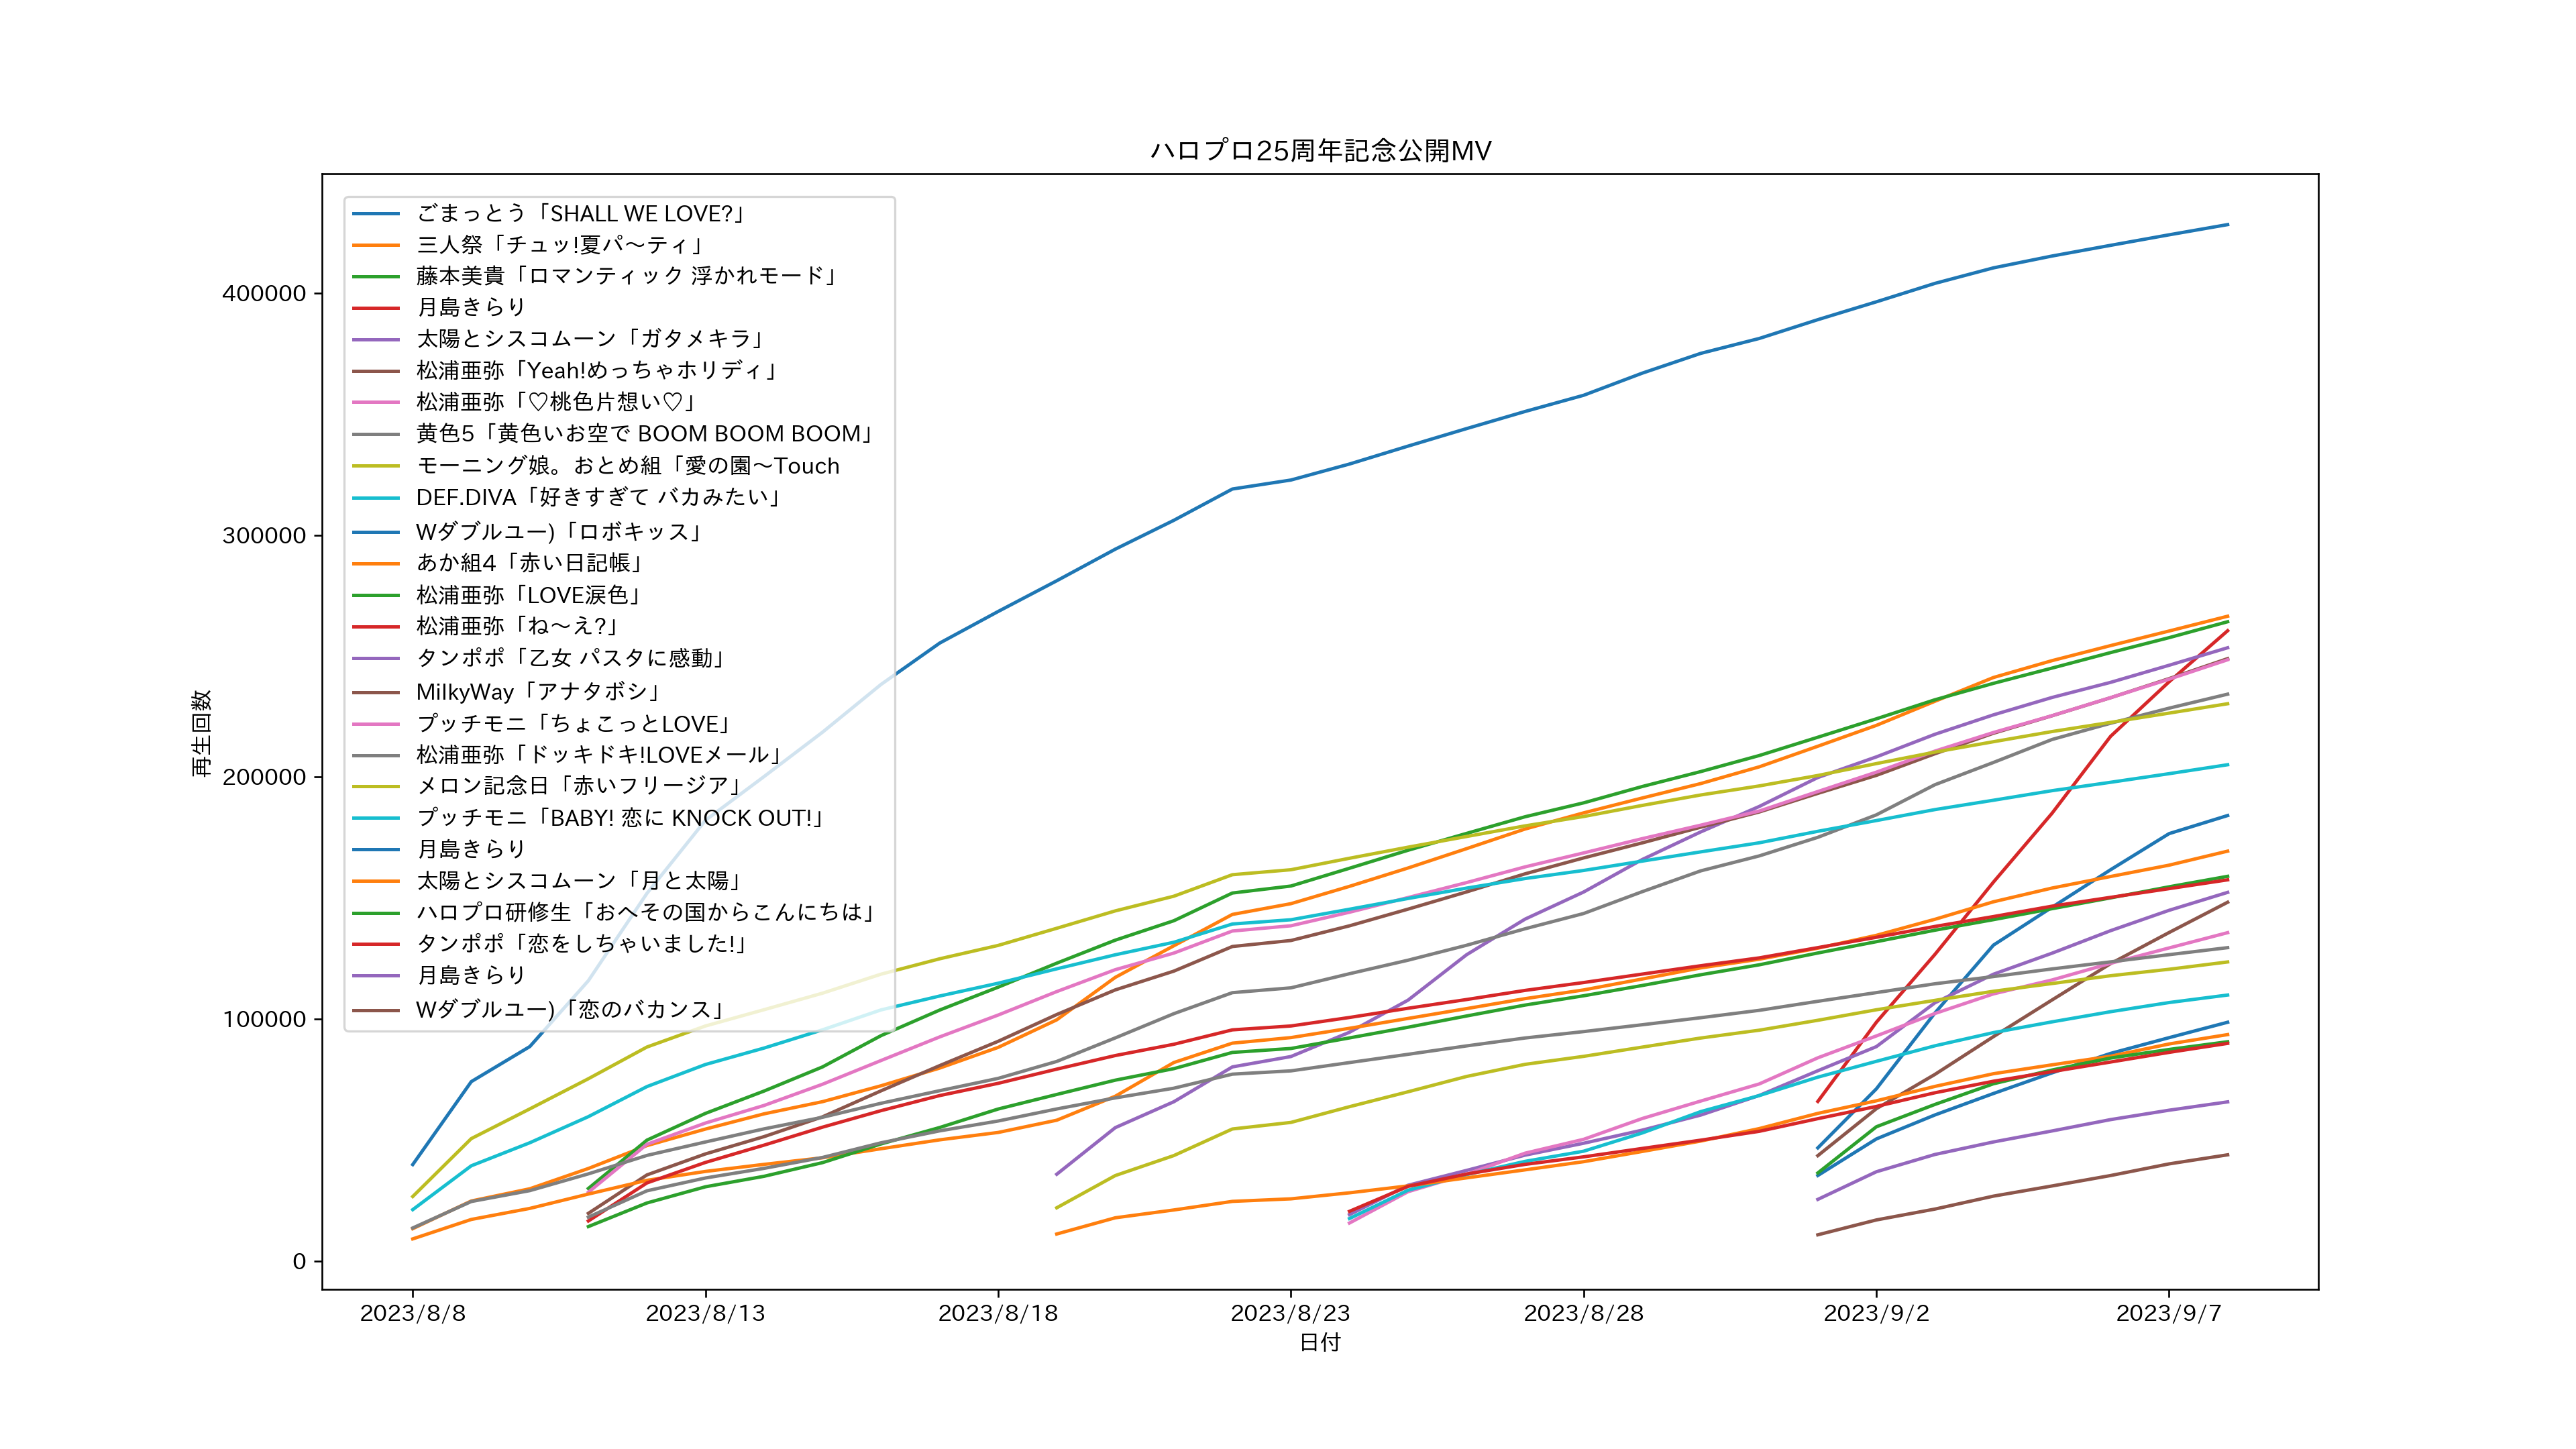 ハロプロ25周年記念公開MV
ごまっとう「SHALL WE LOVE?」
三人祭「チュッ!夏パ〜ティ」
藤本美貴「ロマンティック 浮かれモード」
月島きらり
太陽とシスコムーン「ガタメキラ」
松浦亜弥「Yeah!めっちゃホリディ」
松浦亜弥「♡桃色片想い♡」
黄色5「黄色いお空で BOOM BOOM BOOM」
モーニング娘。おとめ組「愛の園〜Touch
DEF.DIVA「好きすぎて バカみたい」
Wダブルユー)「ロボキッス」
あか組4「赤い日記帳」
松浦亜弥「LOVE涙色」
松浦亜弥「ね〜え?」
タンポポ「乙女 パスタに感動」
MilkyWay「アナタボシ」
プッチモニ「ちょこっとLOVE」
松浦亜弥「ドッキドキ!LOVEメール」
メロン記念日「赤いフリージア」
プッチモニ「BABY! 恋に KNOCK OUT!」
月島きらり
太陽とシスコムーン「月と太陽」
ハロプロ研修生「おへその国からこんにちは」
タンポポ「恋をしちゃいました!」
月島きらり
Wダブルユー)「恋のバカンス」
再生回数
400000
300000
200000
100000
0
2023/8/8
2023/8/13
2023/8/18
2023/8/23
2023/8/28
2023/9/2
2023/9/7
日付